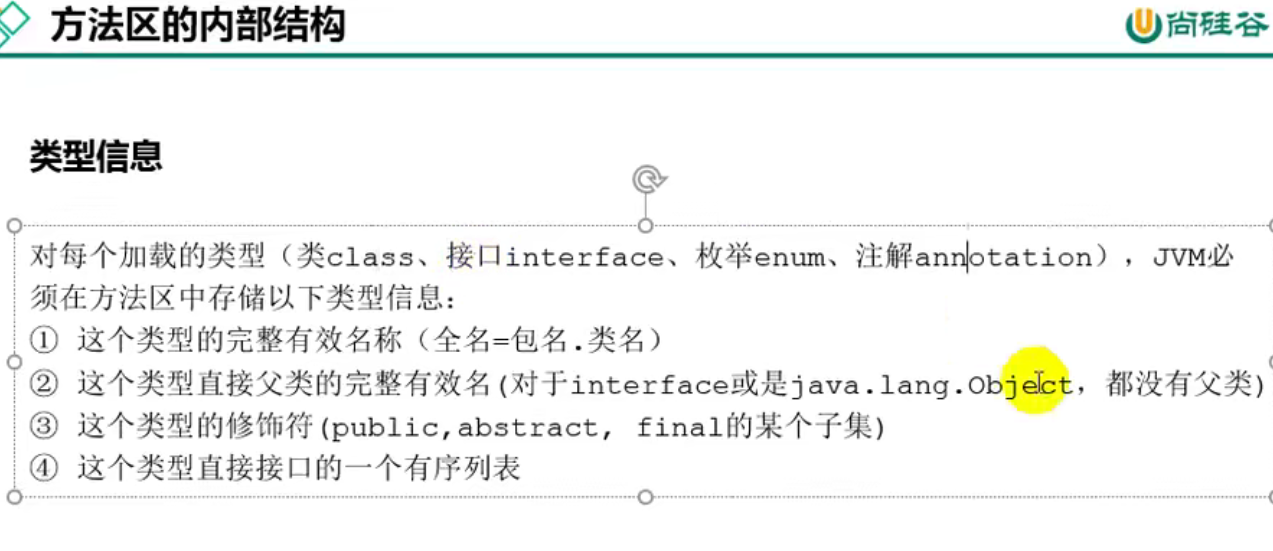 方法区的内部结构
尚硅谷
类型信息
对每个加载的类型（类class、接口interface、枚举enum、注解annotation），JVM必
须在方法区中存储以下类型信息：
① 这个类型的完整有效名称（全名=包名.类名）
② 这个类型直接父类的完整有效名(对于interface或是java.lang.Object，都没有父类)
③ 这个类型的修饰符(public,abstract, final的某个子集)
④ 这个类型直接接口的一个有序列表